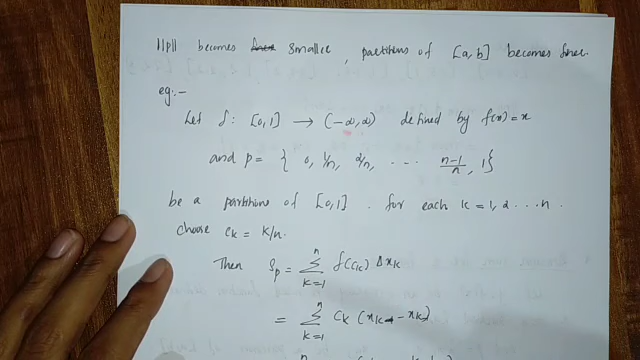 ||p|| becomes smaller, partitions of [a, b] becomes finer.
eg:-
Let f: [0,1] → (-∞,∞) defined by f(x) = x
and p = { 0, 1/n, 2/n, ... n-1/n, 1}
be a partitions of [0,1]. for each k = 1, 2 ... n.
choose ck = k/n.
Then Sp = n∑k=1 f(ck) Δxk
= n∑k=1 ck (xk - xk)